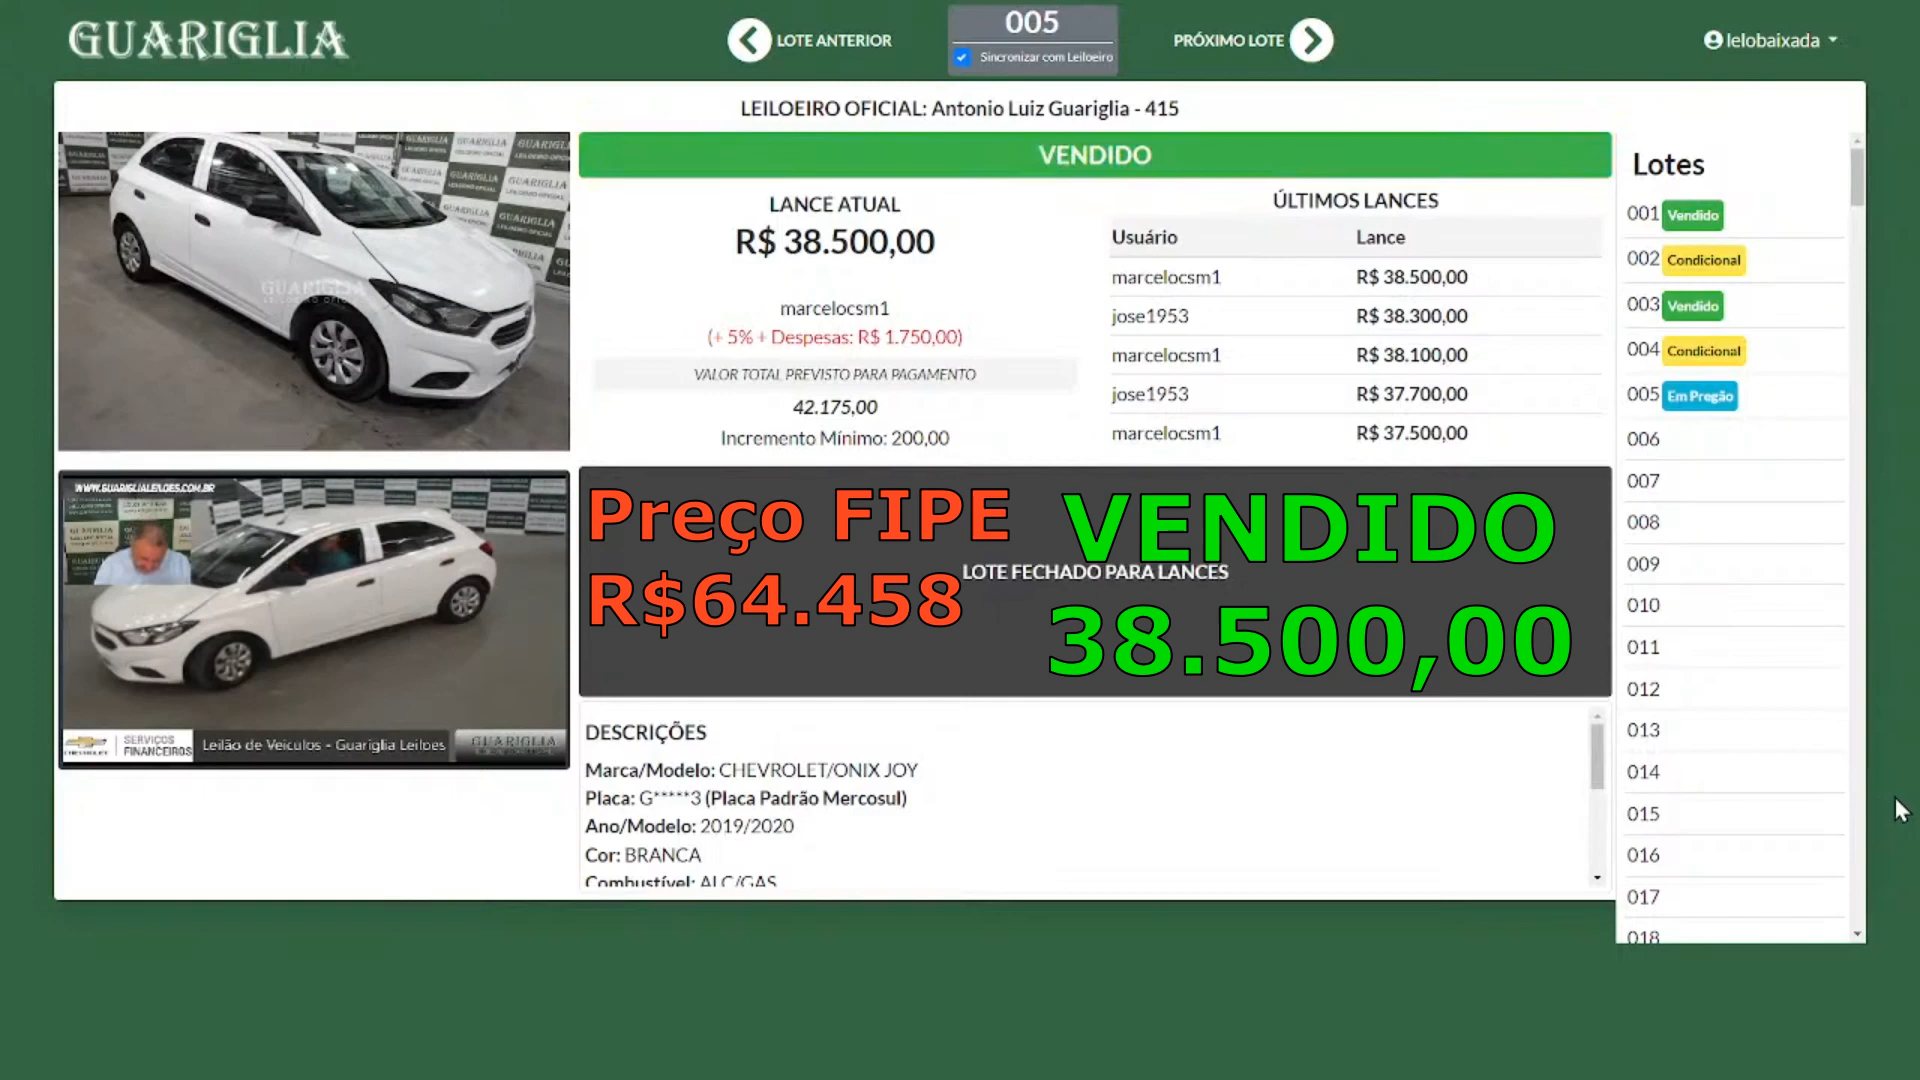 GUARIGLIA
LOTE ANTERIOR
005
Sincronizar com Leiloeiro
PRÓXIMO LOTE
lelobaixada
LEILOEIRO OFICIAL: Antonio Luiz Guariglia - 415
GUARIGLIA
VENDIDO
LANCE ATUAL
R$ 38.500,00
marcelocsm1
(+ 5% + Despesas: R$ 1.750,00)
VALOR TOTAL PREVISTO PARA PAGAMENTO
42.175,00
Incremento Mínimo: 200,00
ÚLTIMOS LANCES
Usuário Lance
marcelocsm1 R$ 38.500,00
jose1953 R$ 38.300,00
marcelocsm1 R$ 38.100,00
jose1953 R$ 37.700,00
marcelocsm1 R$ 37.500,00
Lotes
001 Vendido
002 Condicional
003 Vendido
004 Condicional
005 Em Pregão
006
007
008
009
010
011
012
013
014
015
016
017
018
WWW.GUARIGLIALEILOES.COM.BR
CHEVROLET
SERVIÇOS
FINANCEIROS
Leilão de Veículos - Guariglia Leilões
GUARIGLIA
Preço FIPE
R$64.458
VENDIDO
LOTE FECHADO PARA LANCES
38.500,00
DESCRIÇÕES
Marca/Modelo: CHEVROLET/ONIX JOY
Placa: G*****3 (Placa Padrão Mercosul)
Ano/Modelo: 2019/2020
Cor: BRANCA
Combustível: ALC/GAS